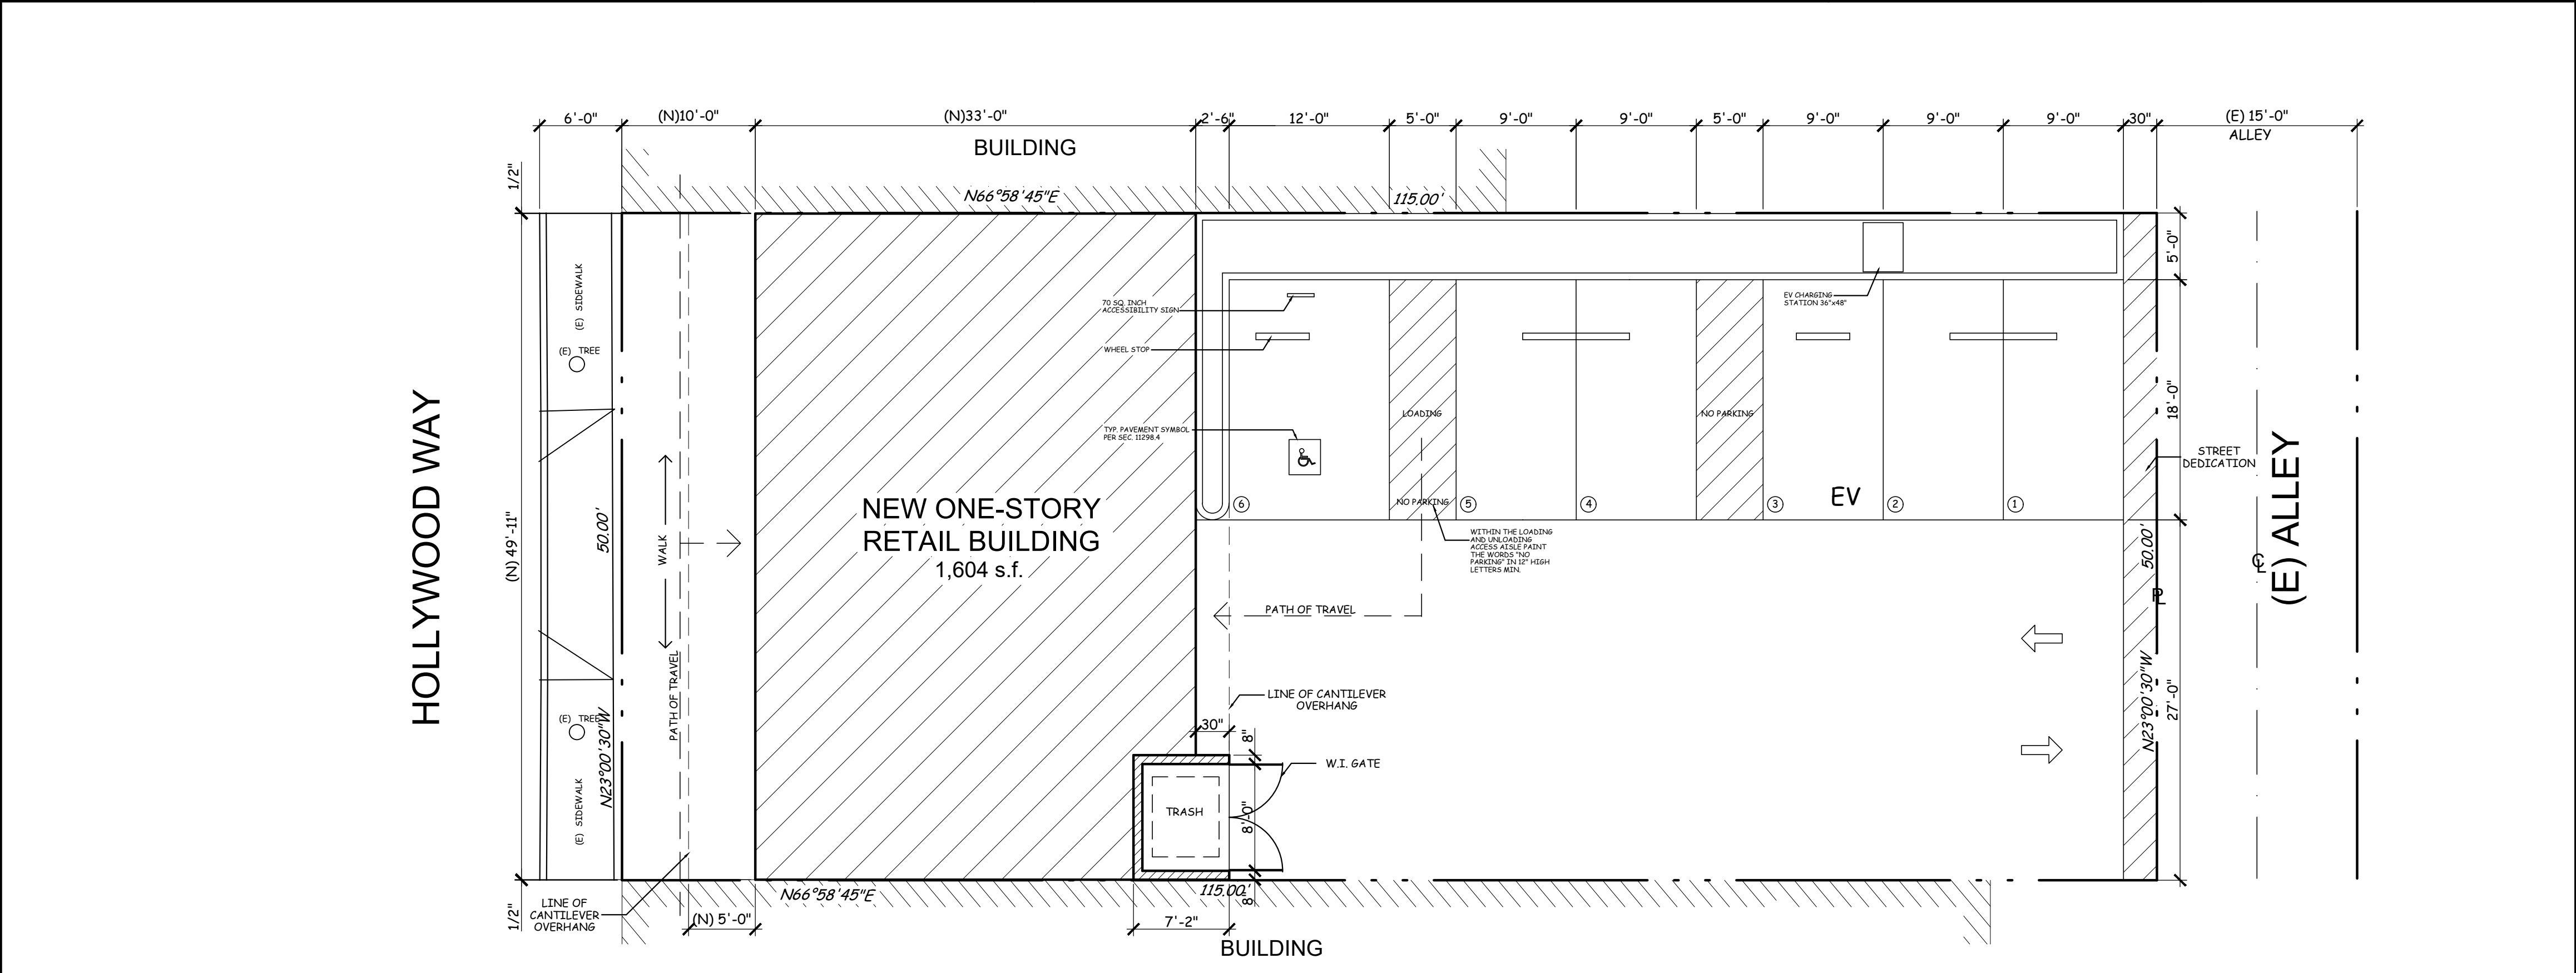 6'-0"
(N)10'-0"
(N)33'-0"
2'-6"
12'-0"
5'-0"
9'-0"
9'-0"
5'-0"
9'-0"
9'-0"
9'-0"
30"
(E) 15'-0"
ALLEY
BUILDING
1/2"
N66°58'45"E
115.00'
5'-0"
(E) SIDEWALK
70 SQ. INCH
ACCESSIBILITY SIGN
EV CHARGING
STATION 36"x48"
(E) TREE
WHEEL STOP
LOADING
NO PARKING
18'-0"
TYP. PAVEMENT SYMBOL
PER SEC. 1129B.4
STREET
DEDICATION
HOLLYWOOD WAY
(N) 49'-11"
50.00'
WALK
NEW ONE-STORY
RETAIL BUILDING
1,604 s.f.
6
NO PARKING
5
4
3
EV
2
1
WITHIN THE LOADING
AND UNLOADING
ACCESS AISLE PAINT
THE WORDS "NO
PARKING" IN 12" HIGH
LETTERS MIN.
50.00'
CL
(E) ALLEY
PL
PATH OF TRAVEL
PATH OF TRAVEL
LINE OF CANTILEVER
OVERHANG
N23°00'30"W
27'-0"
(E) TREE
N23°00'30"W
30"
8"
W.I. GATE
TRASH
8'-0"
(E) SIDEWALK
N66°58'45"E
115.00'
8"
LINE OF
CANTILEVER
OVERHANG
1/2"
(N) 5'-0"
7'-2"
BUILDING